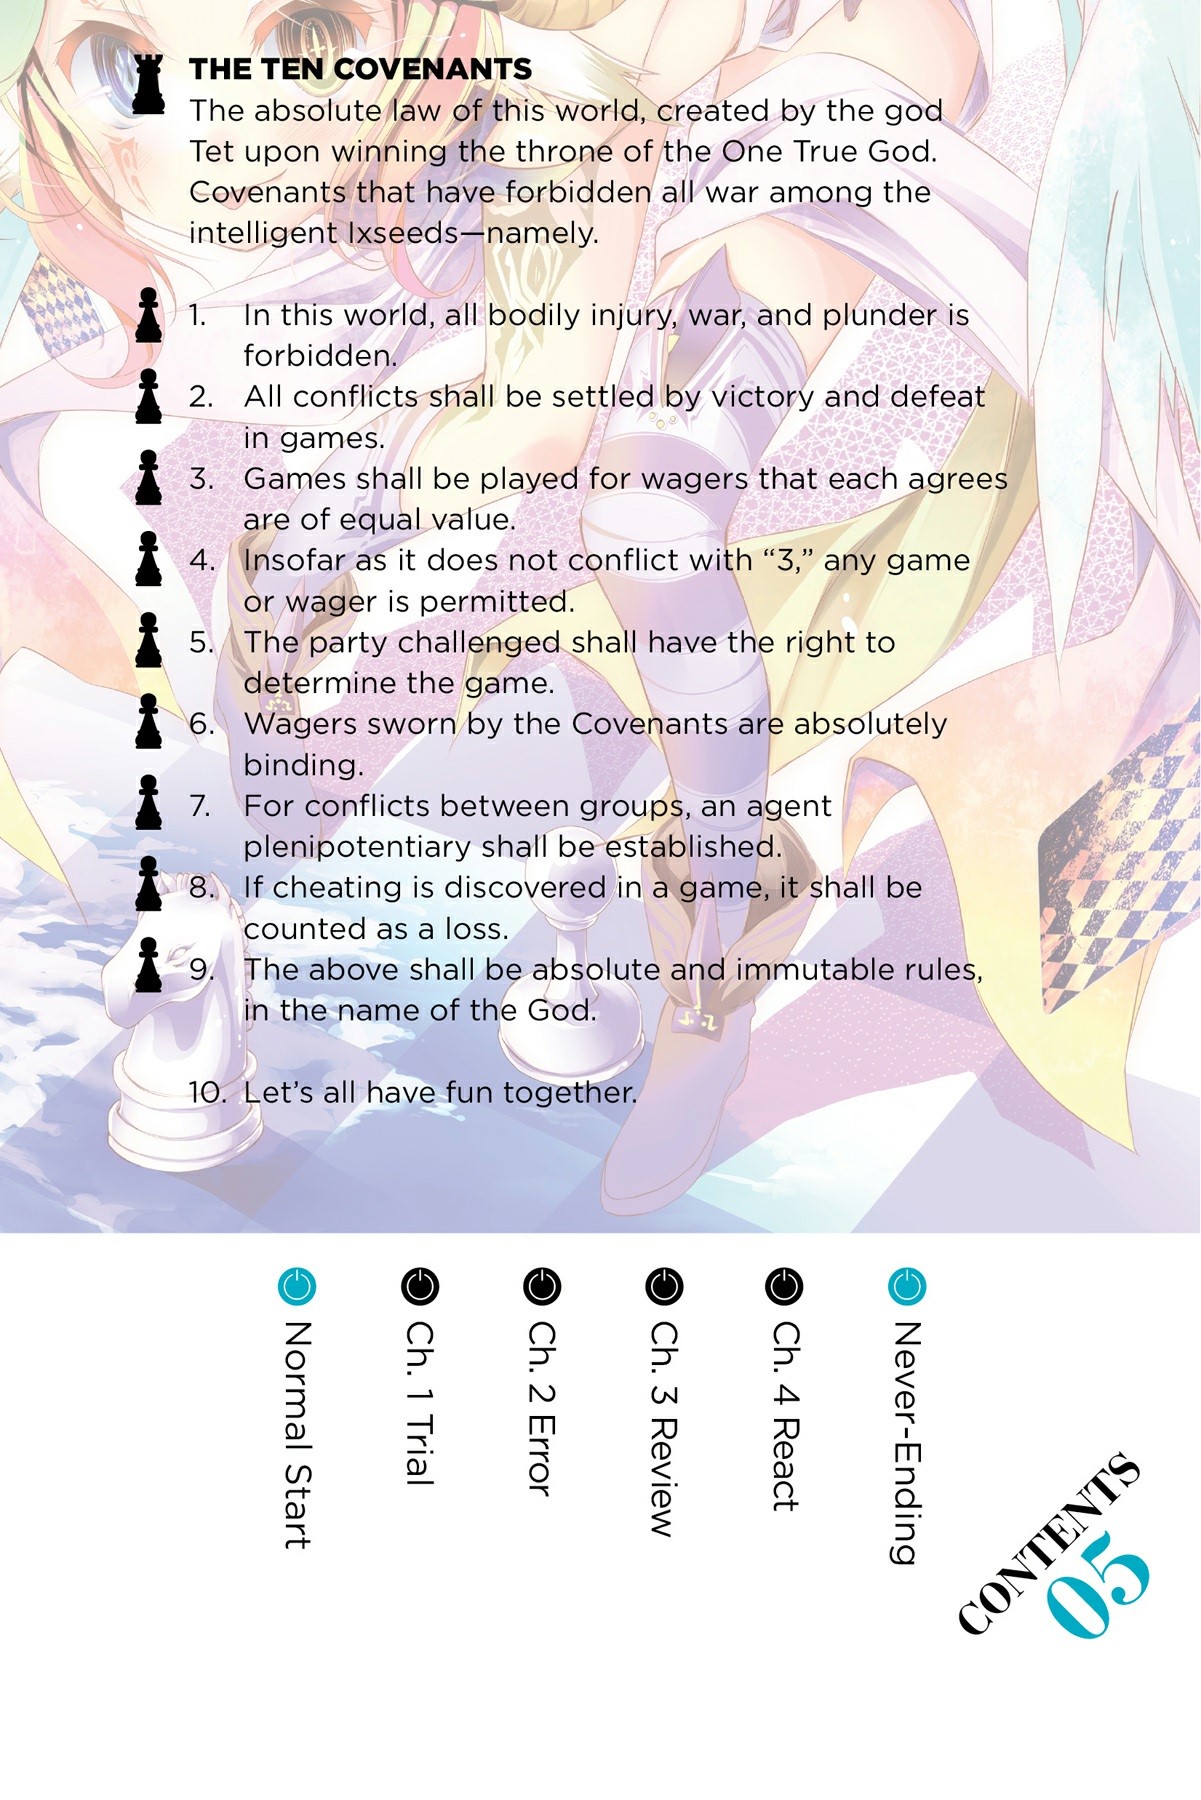 THE TEN COVENANTS
The absolute law of this world, created by the god
Tet upon winning the throne of the One True God.
Covenants that have forbidden all war among the
intelligent Ixseeds—namely.
1. In this world, all bodily injury, war, and plunder is
forbidden.
2. All conflicts shall be settled by victory and defeat
in games.
3. Games shall be played for wagers that each agrees
are of equal value.
4. Insofar as it does not conflict with “3,” any game
or wager is permitted.
5. The party challenged shall have the right to
determine the game.
6. Wagers sworn by the Covenants are absolutely
binding.
7. For conflicts between groups, an agent
plenipotentiary shall be established.
8. If cheating is discovered in a game, it shall be
counted as a loss.
9. The above shall be absolute and immutable rules,
in the name of the God.
10. Let’s all have fun together.
Normal Start
Ch. 1 Trial
Ch. 2 Error
Ch. 3 Review
Ch. 4 React
Never-Ending
CONTENTS
05